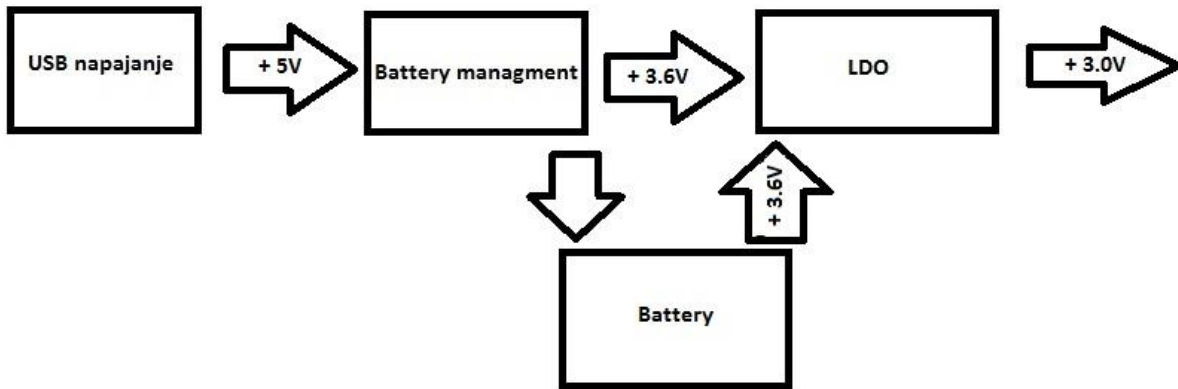 USB napajanje
+ 5V
Battery managment
+ 3.6V
LDO
+ 3.0V
+ 3.6V
Battery